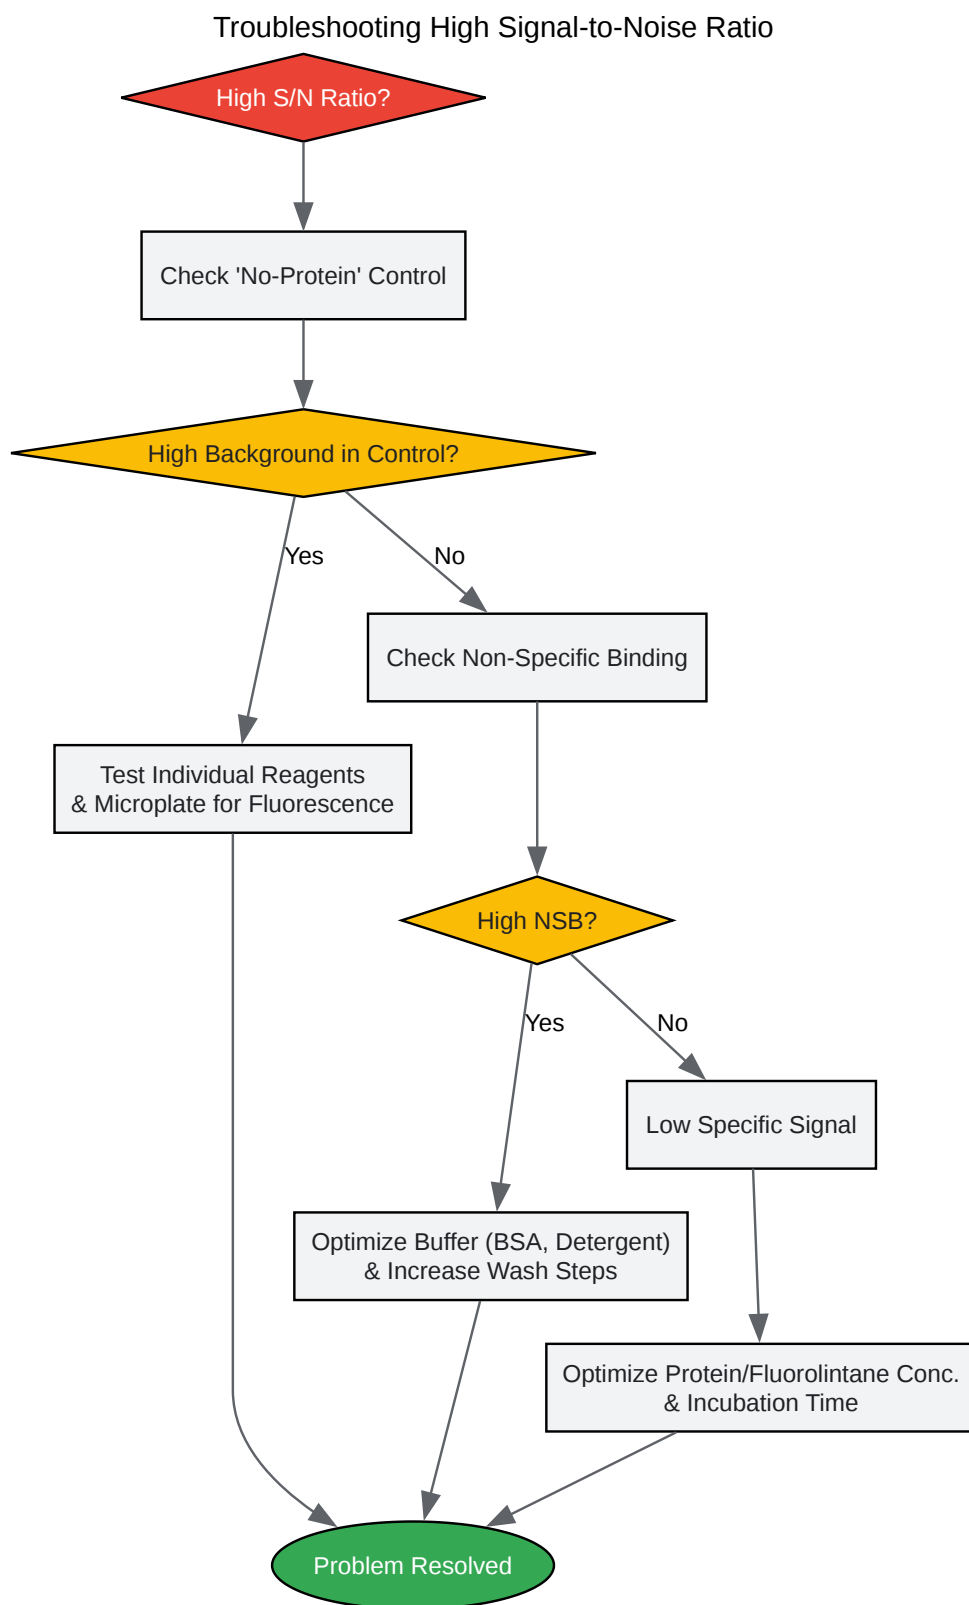 Troubleshooting High Signal-to-Noise Ratio
High S/N Ratio?
Check 'No-Protein' Control
High Background in Control?
Yes
No
Check Non-Specific Binding
Test Individual Reagents
& Microplate for Fluorescence
High NSB?
Yes
No
Low Specific Signal
Optimize Buffer (BSA, Detergent)
& Increase Wash Steps
Optimize Protein/Fluorolintane Conc.
& Incubation Time
Problem Resolved